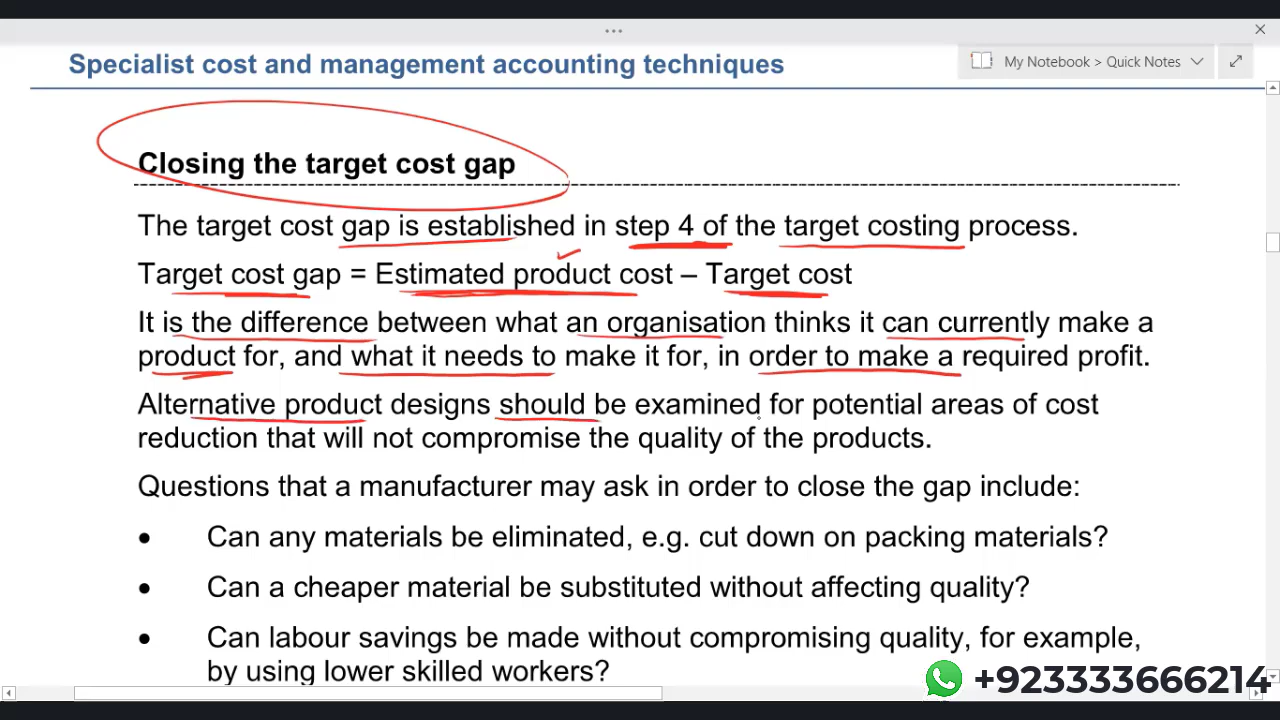 ...
Specialist cost and management accounting techniques
My Notebook > Quick Notes
Closing the target cost gap
The target cost gap is established in step 4 of the target costing process.
Target cost gap = Estimated product cost – Target cost
It is the difference between what an organisation thinks it can currently make a
product for, and what it needs to make it for, in order to make a required profit.
Alternative product designs should be examined for potential areas of cost
reduction that will not compromise the quality of the products.
Questions that a manufacturer may ask in order to close the gap include:
• Can any materials be eliminated, e.g. cut down on packing materials?
• Can a cheaper material be substituted without affecting quality?
• Can labour savings be made without compromising quality, for example,
by using lower skilled workers?
+923333666214